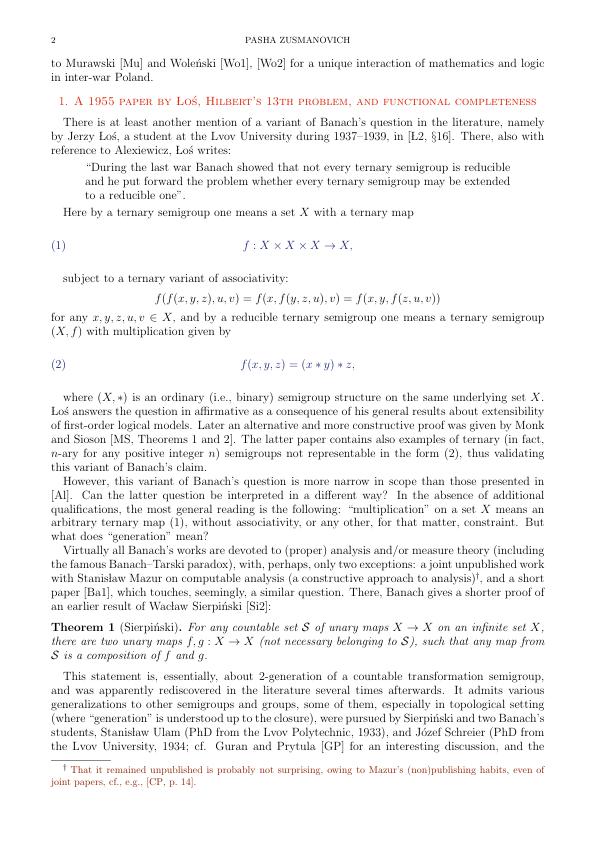 2
PASHA ZUSMANOVICH
to Murawski [Mu] and Woleński [Wo1], [Wo2] for a unique interaction of mathematics and logic
in inter-war Poland.
1. A 1955 paper by Łoś, Hilbert's 13th problem, and functional completeness
There is at least another mention of a variant of Banach's question in the literature, namely
by Jerzy Łoś, a student at the Lvov University during 1937–1939, in [Ł2, §16]. There, also with
reference to Alexiewicz, Łoś writes:
“During the last war Banach showed that not every ternary semigroup is reducible
and he put forward the problem whether every ternary semigroup may be extended
to a reducible one”.
Here by a ternary semigroup one means a set X with a ternary map
(1) f : X × X × X → X,
subject to a ternary variant of associativity:
f(f(x, y, z), u, v) = f(x, f(y, z, u), v) = f(x, y, f(z, u, v))
for any x, y, z, u, v ∈ X, and by a reducible ternary semigroup one means a ternary semigroup
(X, f) with multiplication given by
(2) f(x, y, z) = (x ∗ y) ∗ z,
where (X, ∗) is an ordinary (i.e., binary) semigroup structure on the same underlying set X.
Łoś answers the question in affirmative as a consequence of his general results about extensibility
of first-order logical models. Later an alternative and more constructive proof was given by Monk
and Sioson [MS, Theorems 1 and 2]. The latter paper contains also examples of ternary (in fact,
n-ary for any positive integer n) semigroups not representable in the form (2), thus validating
this variant of Banach's claim.
However, this variant of Banach's question is more narrow in scope than those presented in
[Al]. Can the latter question be interpreted in a different way? In the absence of additional
qualifications, the most general reading is the following: “multiplication” on a set X means an
arbitrary ternary map (1), without associativity, or any other, for that matter, constraint. But
what does “generation” mean?
Virtually all Banach's works are devoted to (proper) analysis and/or measure theory (including
the famous Banach–Tarski paradox), with, perhaps, only two exceptions: a joint unpublished work
with Stanisław Mazur on computable analysis (a constructive approach to analysis)†, and a short
paper [Ba1], which touches, seemingly, a similar question. There, Banach gives a shorter proof of
an earlier result of Wacław Sierpiński [Si2]:
Theorem 1 (Sierpiński). For any countable set S of unary maps X → X on an infinite set X,
there are two unary maps f, g : X → X (not necessary belonging to S), such that any map from
S is a composition of f and g.
This statement is, essentially, about 2-generation of a countable transformation semigroup,
and was apparently rediscovered in the literature several times afterwards. It admits various
generalizations to other semigroups and groups, some of them, especially in topological setting
(where “generation” is understood up to the closure), were pursued by Sierpiński and two Banach's
students, Stanisław Ulam (PhD from the Lvov Polytechnic, 1933), and Józef Schreier (PhD from
the Lvov University, 1934; cf. Guran and Prytula [GP] for an interesting discussion, and the
† That it remained unpublished is probably not surprising, owing to Mazur's (non)publishing habits, even of
joint papers, cf., e.g., [CP, p. 14].